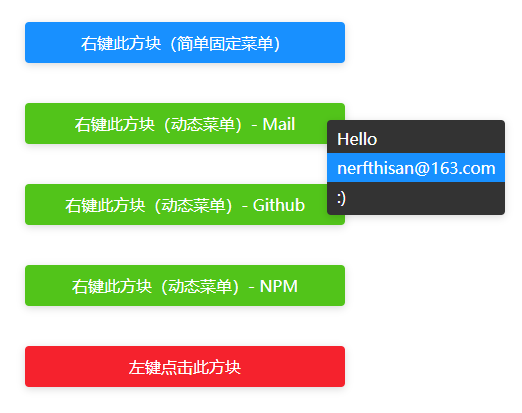 右键此方块（简单固定菜单）
右键此方块（动态菜单）- Mail
Hello
nerfthisan@163.com
:)
右键此方块（动态菜单）- Github
右键此方块（动态菜单）- NPM
左键点击此方块